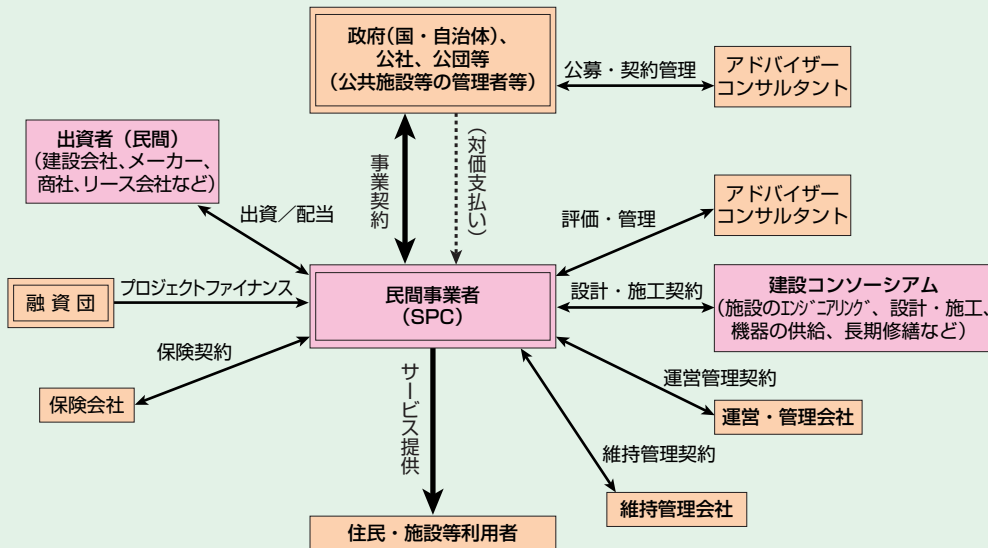 政府(国・自治体)、
公社、公団等
(公共施設等の管理者等)
公募・契約管理
アドバイザー
コンサルタント
出資者（民間）
(建設会社、メーカー、
商社、リース会社など)
出資／配当
事業契約
(対価支払い)
評価・管理
アドバイザー
コンサルタント
融資団
プロジェクトファイナンス
民間事業者
(SPC)
設計・施工契約
建設コンソーシアム
(施設のｴﾝｼﾞﾆｱﾘﾝｸﾞ、設計・施工、
機器の供給、長期修繕など)
保険契約
保険会社
サービス提供
運営管理契約
運営・管理会社
維持管理契約
維持管理会社
住民・施設等利用者